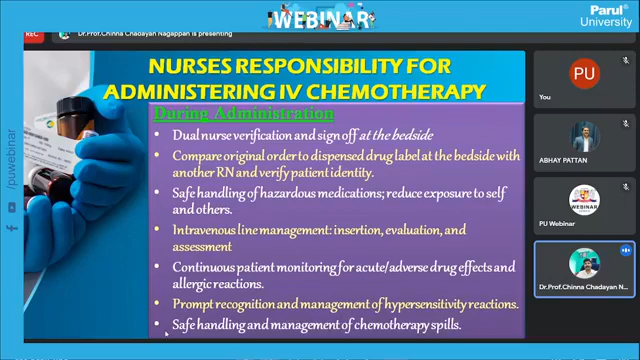 WEBINAR
Parul®
University
REC
Dr.Prof.Chinna Chadayan Nagappan is presenting
NURSES RESPONSIBILITY FOR
ADMINISTERING IV CHEMOTHERAPY
During Administration
• Dual nurse verification and sign off at the bedside
• Compare original order to dispensed drug label at the bedside with
another RN and verify patient identity.
• Safe handling of hazardous medications; reduce exposure to self
and others.
• Intravenous line management: insertion, evaluation, and
assessment
• Continuous patient monitoring for acute/adverse drug effects and
allergic reactions.
• Prompt recognition and management of hypersensitivity reactions.
• Safe handling and management of chemotherapy spills.
/puwebinar
PU
You
ABHAY PATTAN
WEBINAR
PU Webinar
Dr.Prof.Chinna Chadayan N...